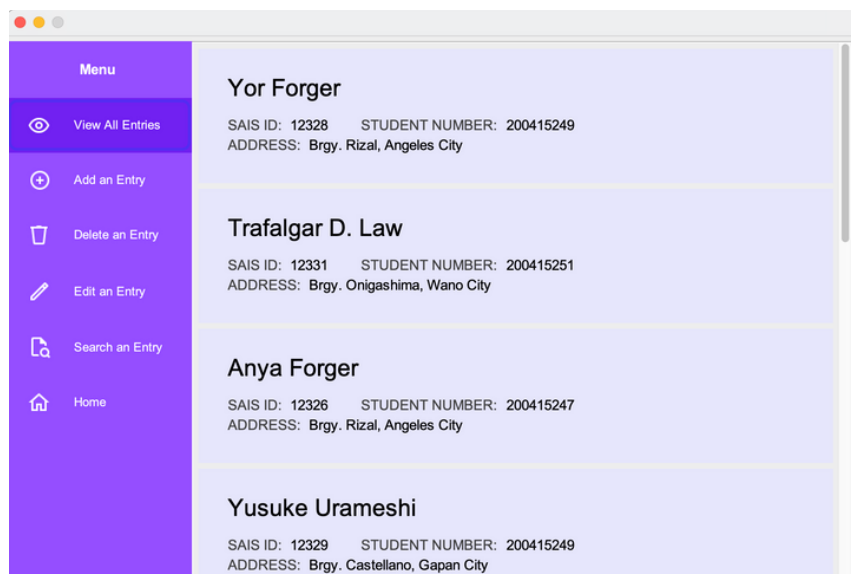 Menu
View All Entries
Add an Entry
Delete an Entry
Edit an Entry
Search an Entry
Home
Yor Forger
SAIS ID: 12328 STUDENT NUMBER: 200415249
ADDRESS: Brgy. Rizal, Angeles City
Trafalgar D. Law
SAIS ID: 12331 STUDENT NUMBER: 200415251
ADDRESS: Brgy. Onigashima, Wano City
Anya Forger
SAIS ID: 12326 STUDENT NUMBER: 200415247
ADDRESS: Brgy. Rizal, Angeles City
Yusuke Urameshi
SAIS ID: 12329 STUDENT NUMBER: 200415249
ADDRESS: Brgy. Castellano, Gapan City